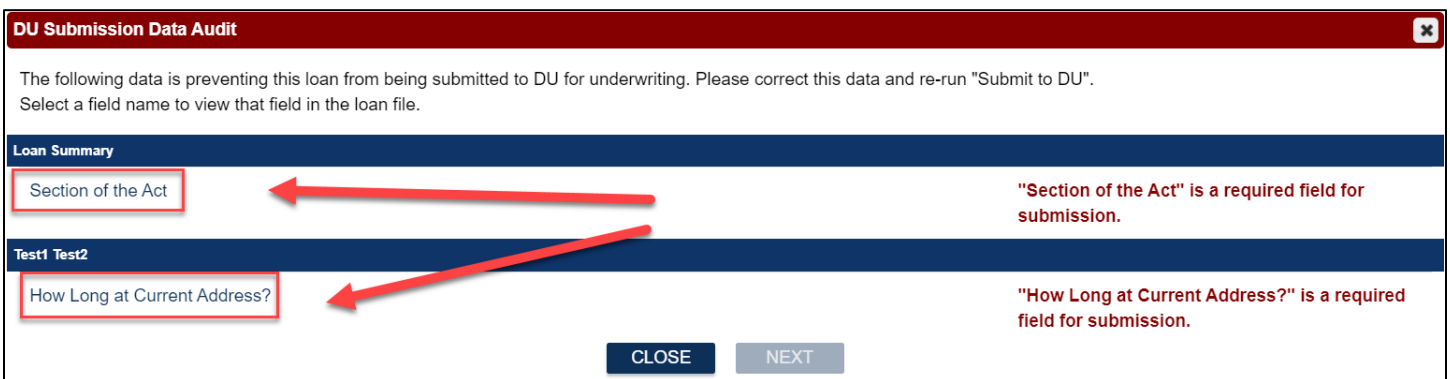 DU Submission Data Audit
The following data is preventing this loan from being submitted to DU for underwriting. Please correct this data and re-run "Submit to DU".
Select a field name to view that field in the loan file.
Loan Summary
Section of the Act
"Section of the Act" is a required field for
submission.
Test1 Test2
How Long at Current Address?
"How Long at Current Address?" is a required
field for submission.
CLOSE NEXT